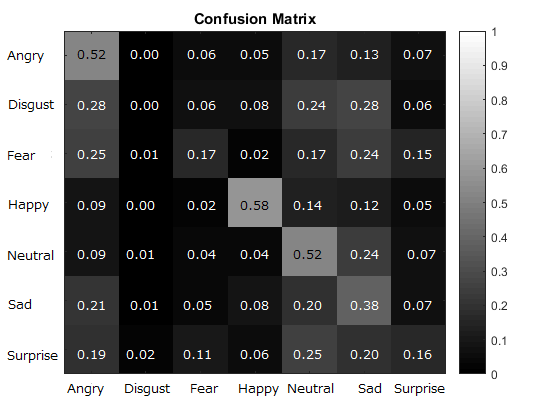 Confusion Matrix
Angry 0.52 0.00 0.06 0.05 0.17 0.13 0.07
Disgust 0.28 0.00 0.06 0.08 0.24 0.28 0.06
Fear 0.25 0.01 0.17 0.02 0.17 0.24 0.15
Happy 0.09 0.00 0.02 0.58 0.14 0.12 0.05
Neutral 0.09 0.01 0.04 0.04 0.52 0.24 0.07
Sad 0.21 0.01 0.05 0.08 0.20 0.38 0.07
Surprise 0.19 0.02 0.11 0.06 0.25 0.20 0.16
Angry Disgust Fear Happy Neutral Sad Surprise
1
0.9
0.8
0.7
0.6
0.5
0.4
0.3
0.2
0.1
0